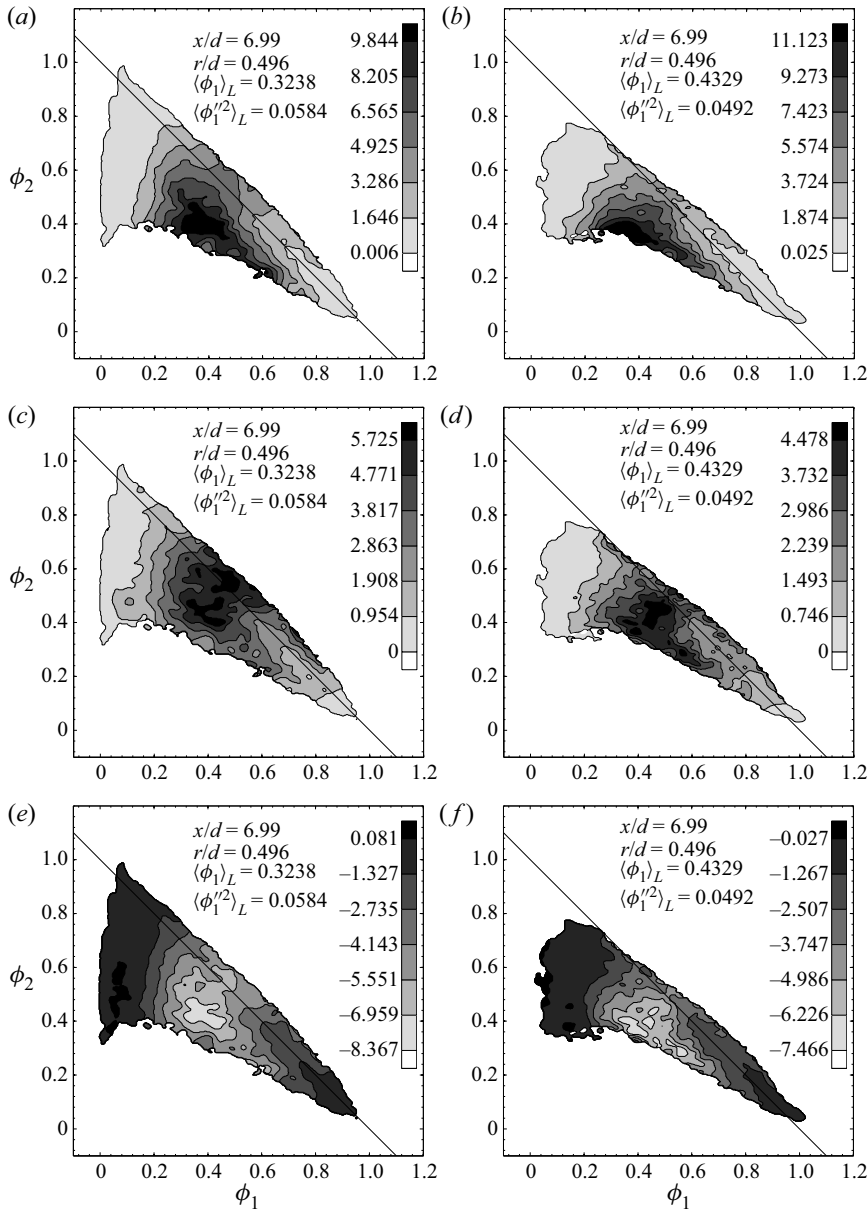 (a)
x/d = 6.99
r/d = 0.496
⟨ϕ1⟩L = 0.3238
⟨ϕ1″2⟩L = 0.0584
9.844
8.205
6.565
4.925
3.286
1.646
0.006
1.0
0.8
0.6
0.4
0.2
0
ϕ2
0 0.2 0.4 0.6 0.8 1.0 1.2
(b)
x/d = 6.99
r/d = 0.496
⟨ϕ1⟩L = 0.4329
⟨ϕ1″2⟩L = 0.0492
11.123
9.273
7.423
5.574
3.724
1.874
0.025
1.0
0.8
0.6
0.4
0.2
0
0 0.2 0.4 0.6 0.8 1.0 1.2
(c)
x/d = 6.99
r/d = 0.496
⟨ϕ1⟩L = 0.3238
⟨ϕ1″2⟩L = 0.0584
5.725
4.771
3.817
2.863
1.908
0.954
0
1.0
0.8
0.6
0.4
0.2
0
ϕ2
0 0.2 0.4 0.6 0.8 1.0 1.2
(d)
x/d = 6.99
r/d = 0.496
⟨ϕ1⟩L = 0.4329
⟨ϕ1″2⟩L = 0.0492
4.478
3.732
2.986
2.239
1.493
0.746
0
1.0
0.8
0.6
0.4
0.2
0
0 0.2 0.4 0.6 0.8 1.0 1.2
(e)
x/d = 6.99
r/d = 0.496
⟨ϕ1⟩L = 0.3238
⟨ϕ1″2⟩L = 0.0584
0.081
–1.327
–2.735
–4.143
–5.551
–6.959
–8.367
1.0
0.8
0.6
0.4
0.2
0
ϕ2
0 0.2 0.4 0.6 0.8 1.0 1.2
ϕ1
(f)
x/d = 6.99
r/d = 0.496
⟨ϕ1⟩L = 0.4329
⟨ϕ1″2⟩L = 0.0492
–0.027
–1.267
–2.507
–3.747
–4.986
–6.226
–7.466
1.0
0.8
0.6
0.4
0.2
0
0 0.2 0.4 0.6 0.8 1.0 1.2
ϕ1